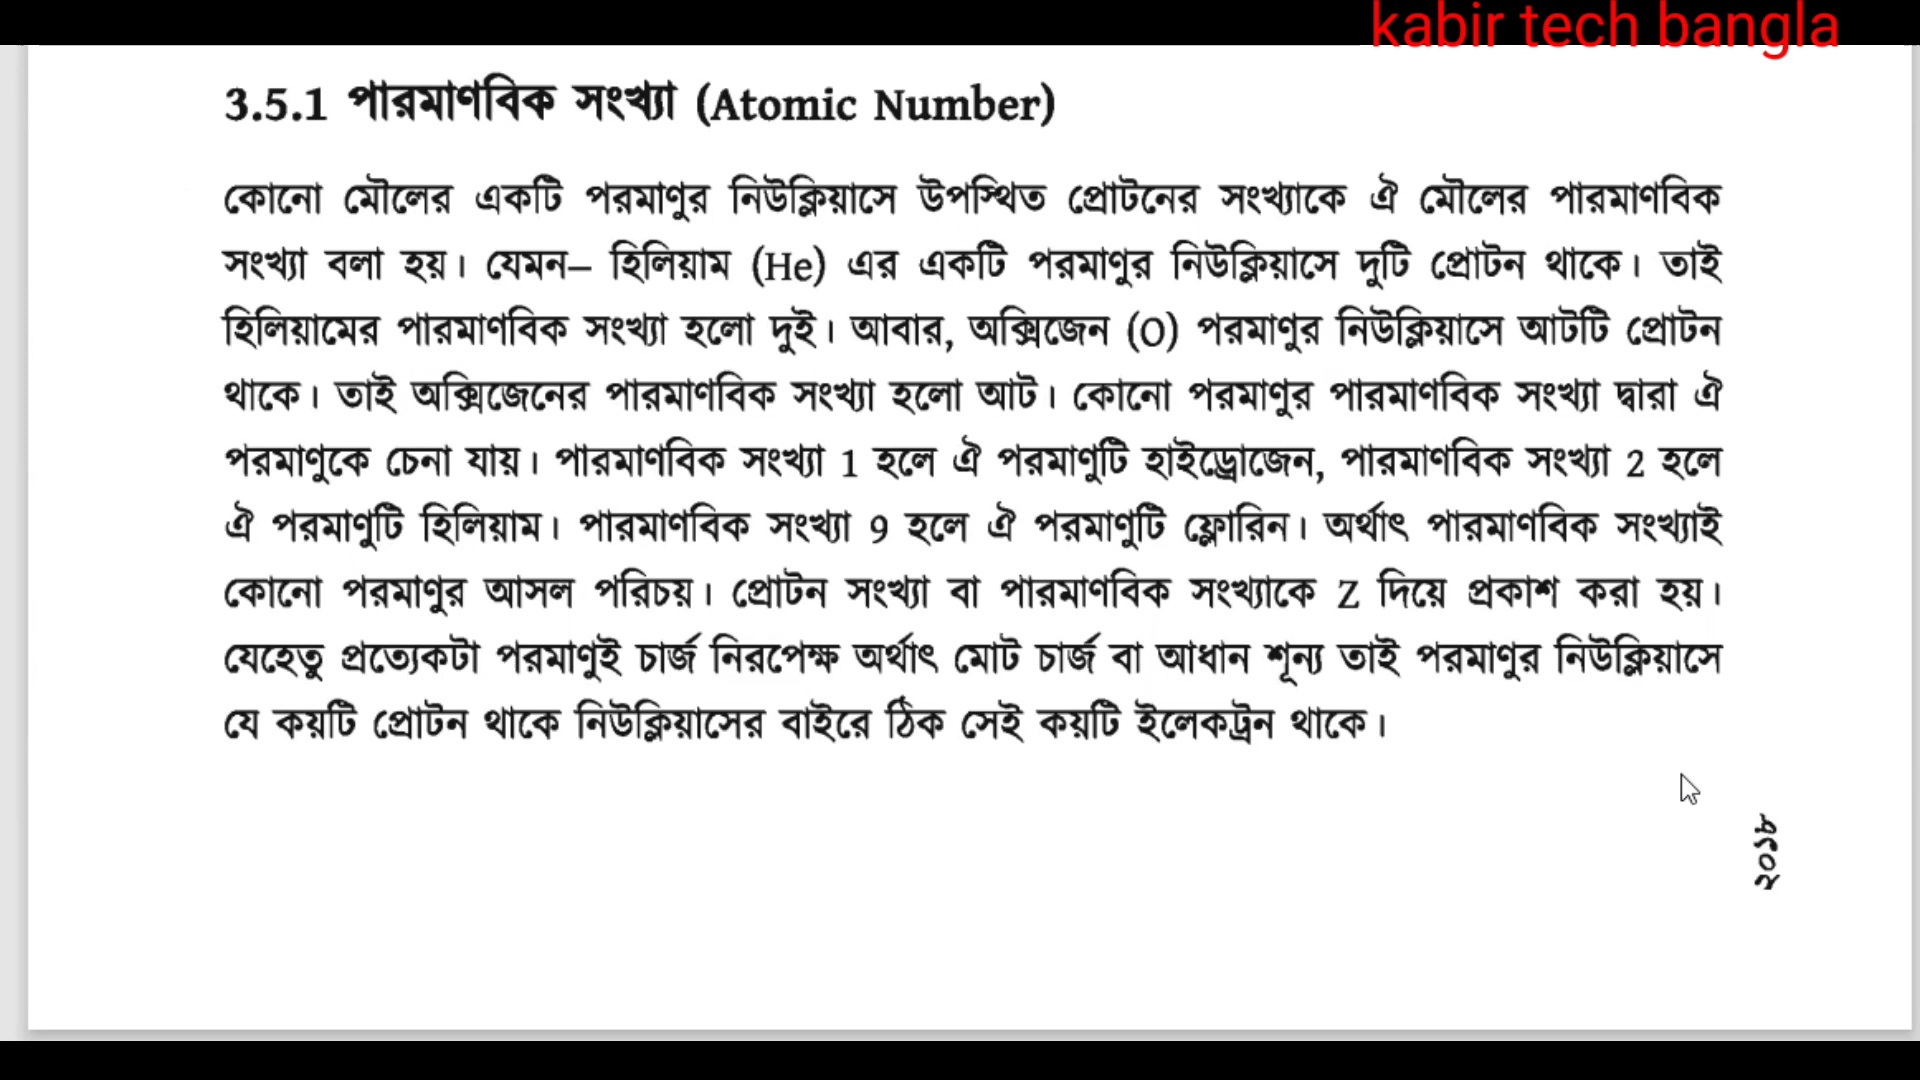 kabir tech bangla
3.5.1 পারমাণবিক সংখ্যা (Atomic Number)
কোনো মৌলের একটি পরমাণুর নিউক্লিয়াসে উপস্থিত প্রোটনের সংখ্যাকে ঐ মৌলের পারমাণবিক
সংখ্যা বলা হয়। যেমন– হিলিয়াম (He) এর একটি পরমাণুর নিউক্লিয়াসে দুটি প্রোটন থাকে। তাই
হিলিয়ামের পারমাণবিক সংখ্যা হলো দুই। আবার, অক্সিজেন (O) পরমাণুর নিউক্লিয়াসে আটটি প্রোটন
থাকে। তাই অক্সিজেনের পারমাণবিক সংখ্যা হলো আট। কোনো পরমাণুর পারমাণবিক সংখ্যা দ্বারা ঐ
পরমাণুকে চেনা যায়। পারমাণবিক সংখ্যা 1 হলে ঐ পরমাণুটি হাইড্রোজেন, পারমাণবিক সংখ্যা 2 হলে
ঐ পরমাণুটি হিলিয়াম। পারমাণবিক সংখ্যা 9 হলে ঐ পরমাণুটি ফ্লোরিন। অর্থাৎ পারমাণবিক সংখ্যাই
কোনো পরমাণুর আসল পরিচয়। প্রোটন সংখ্যা বা পারমাণবিক সংখ্যাকে Z দিয়ে প্রকাশ করা হয়।
যেহেতু প্রত্যেকটা পরমাণুই চার্জ নিরপেক্ষ অর্থাৎ মোট চার্জ বা আধান শূন্য তাই পরমাণুর নিউক্লিয়াসে
যে কয়টি প্রোটন থাকে নিউক্লিয়াসের বাইরে ঠিক সেই কয়টি ইলেকট্রন থাকে।
২০১৮